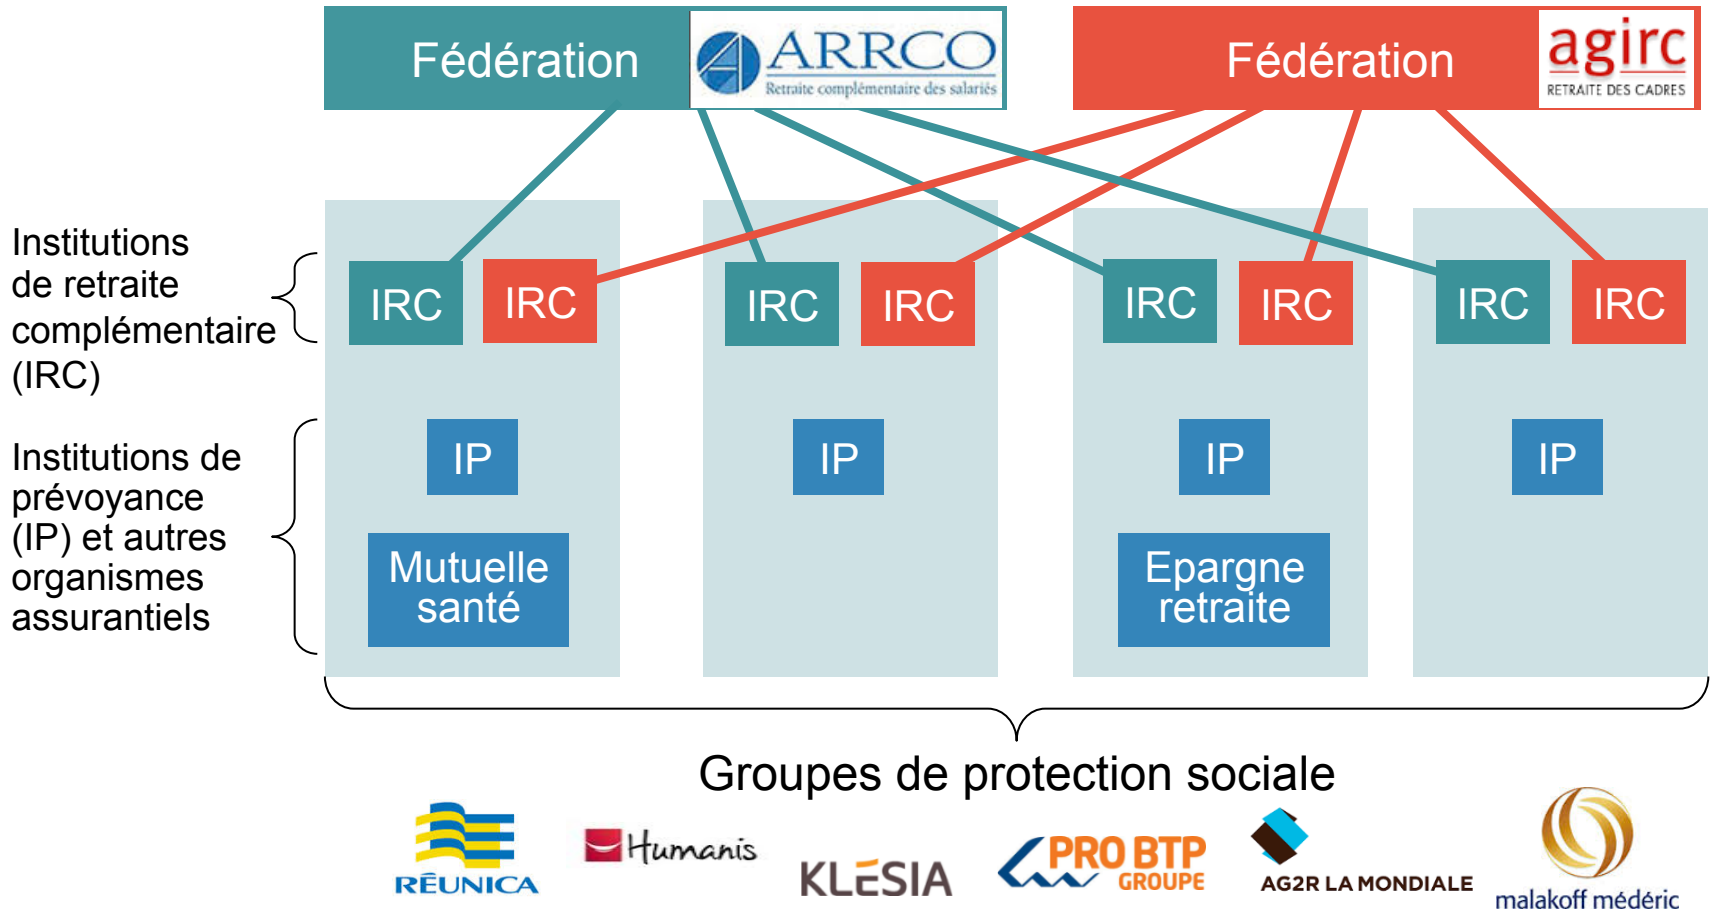 Fédération
ARRCO
Retraite complémentaire des salariés
Fédération
agirc
RETRAITE DES CADRES
Institutions
de retraite
complémentaire
(IRC)
IRC
IRC
IRC
IRC
IRC
IRC
IRC
IRC
Institutions de
prévoyance
(IP) et autres
organismes
assurantiels
IP
IP
IP
IP
Mutuelle
santé
Epargne
retraite
Groupes de protection sociale
RÉUNICA
Humanis
KLÉSIA
PRO BTP
GROUPE
AG2R LA MONDIALE
malakoff médéric